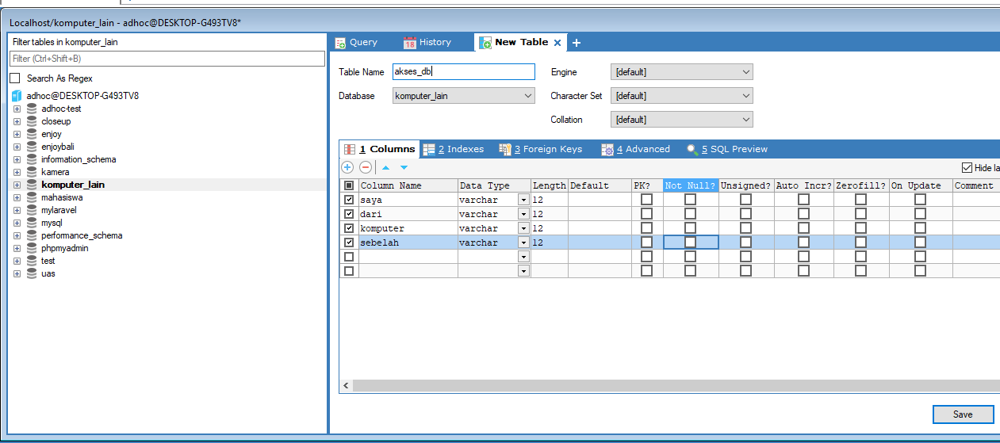 Localhost/komputer_lain - adhoc@DESKTOP-G493TV8*
Filter tables in komputer_lain
Filter (Ctrl+Shift+B)
Search As Regex
adhoc@DESKTOP-G493TV8
adhoc-test
closeup
enjoy
enjoybali
information_schema
kamera
komputer_lain
mahasiswa
mylaravel
mysql
performance_schema
phpmyadmin
test
uas
Query 18 History New Table
Table Name akses_db Engine [default]
Database komputer_lain Character Set [default]
Collation [default]
1 Columns 2 Indexes 3 Foreign Keys 4 Advanced 5 SQL Preview
Hide la
Column Name Data Type Length Default PK? Not Null? Unsigned? Auto Incr? Zerofill? On Update Comment
saya varchar 12
dari varchar 12
komputer varchar 12
sebelah varchar 12
Save